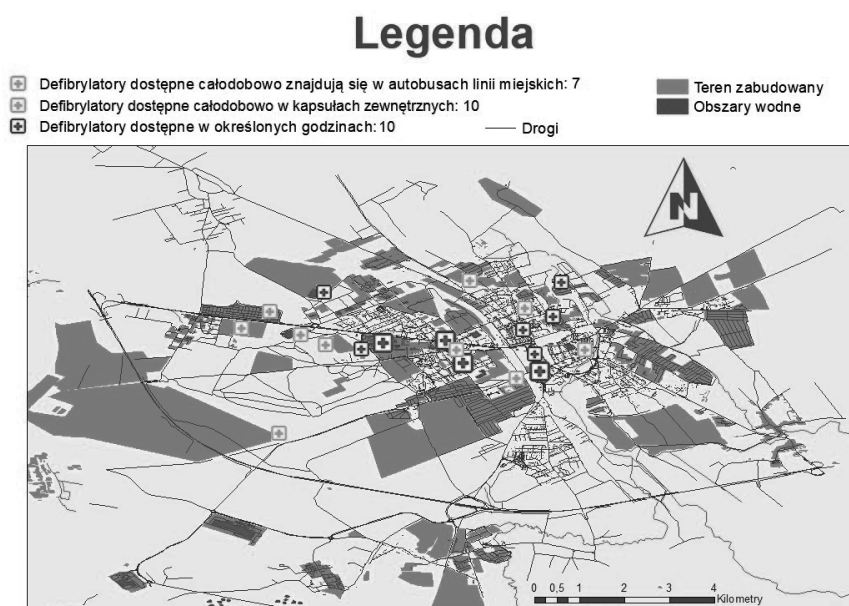 Legenda
Defibrylatory dostępne całodobowo znajdują się w autobusach linii miejskich: 7
Defibrylatory dostępne całodobowo w kapsułach zewnętrznych: 10
Defibrylatory dostępne w określonych godzinach: 10
Drogi
Teren zabudowany
Obszary wodne
N
0 0,5 1 2 3 4
Kilometry